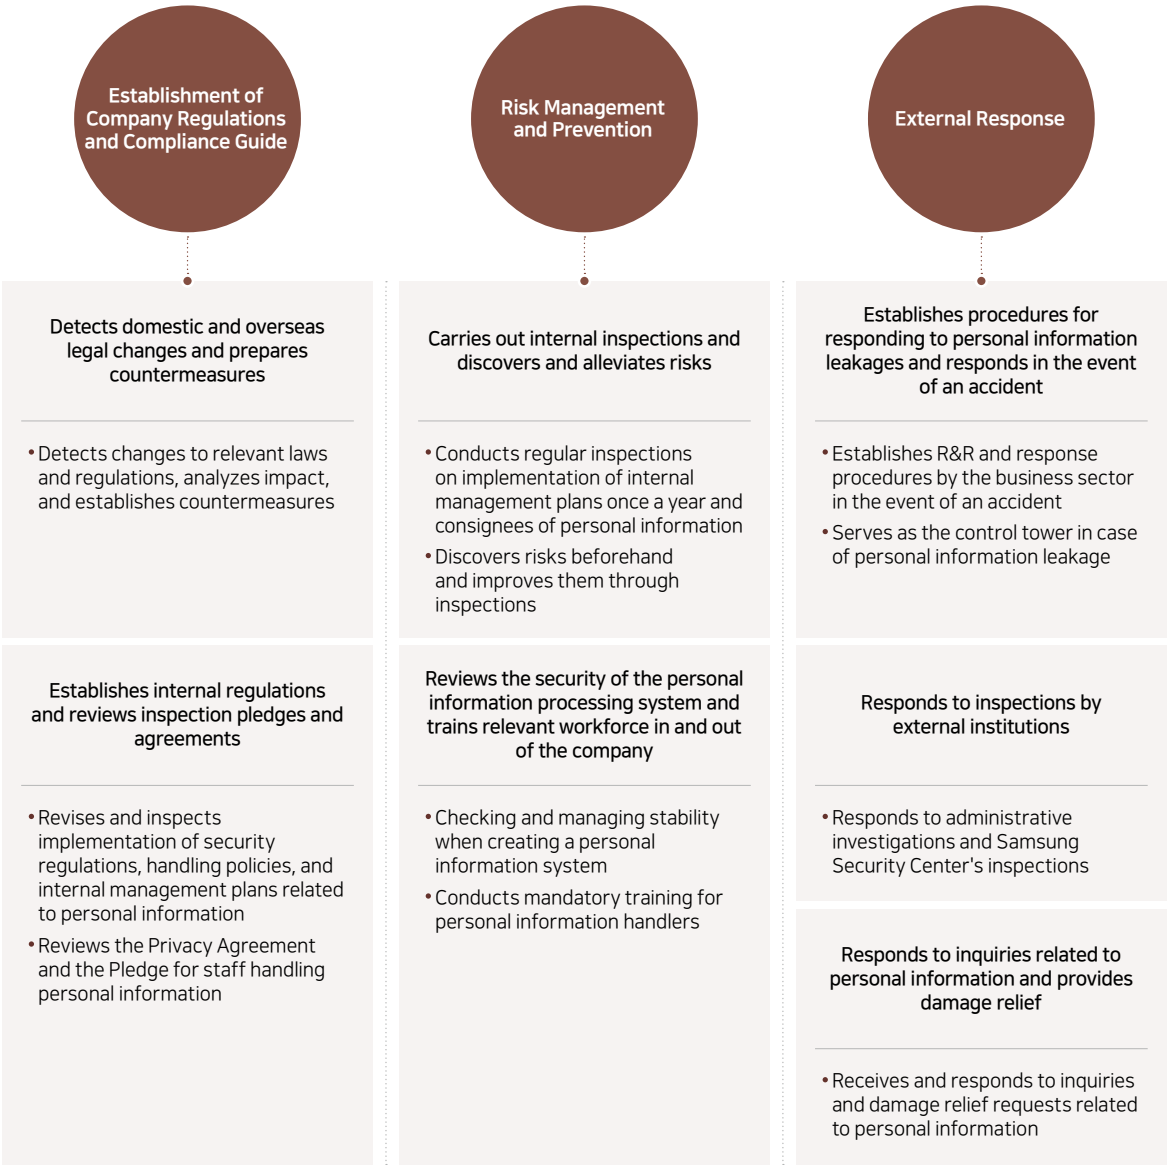 Establishment of
Company Regulations
and Compliance Guide
Detects domestic and overseas
legal changes and prepares
countermeasures
• Detects changes to relevant laws
and regulations, analyzes impact,
and establishes countermeasures
Establishes internal regulations
and reviews inspection pledges and
agreements
• Revises and inspects
implementation of security
regulations, handling policies, and
internal management plans related
to personal information
• Reviews the Privacy Agreement
and the Pledge for staff handling
personal information
Risk Management
and Prevention
Carries out internal inspections and
discovers and alleviates risks
• Conducts regular inspections
on implementation of internal
management plans once a year and
consignees of personal information
• Discovers risks beforehand
and improves them through
inspections
Reviews the security of the personal
information processing system and
trains relevant workforce in and out
of the company
• Checking and managing stability
when creating a personal
information system
• Conducts mandatory training for
personal information handlers
External Response
Establishes procedures for
responding to personal information
leakages and responds in the event
of an accident
• Establishes R&R and response
procedures by the business sector
in the event of an accident
• Serves as the control tower in case
of personal information leakage
Responds to inspections by
external institutions
• Responds to administrative
investigations and Samsung
Security Center's inspections
Responds to inquiries related to
personal information and provides
damage relief
• Receives and responds to inquiries
and damage relief requests related
to personal information